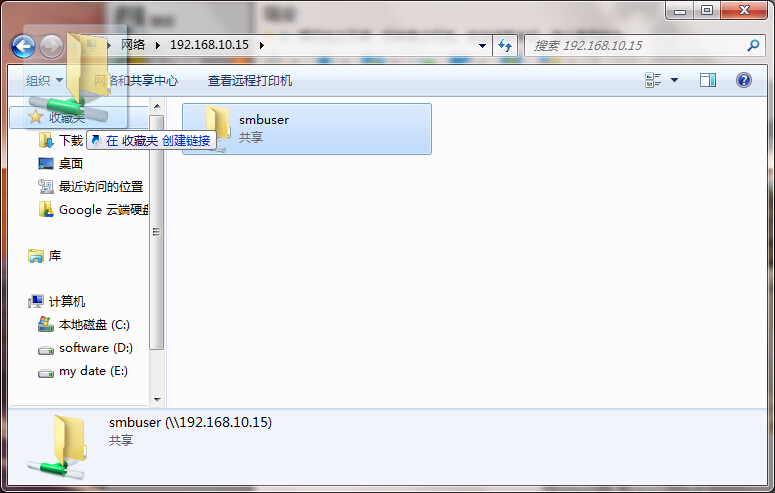 网络 192.168.10.15
搜索 192.168.10.15
组织 网络和共享中心 查看远程打印机
收藏夹
smbuser
共享
下载
在 收藏夹 创建链接
桌面
最近访问的位置
Google 云端硬盘
库
计算机
本地磁盘 (C:)
software (D:)
my date (E:)
smbuser (\\192.168.10.15)
共享